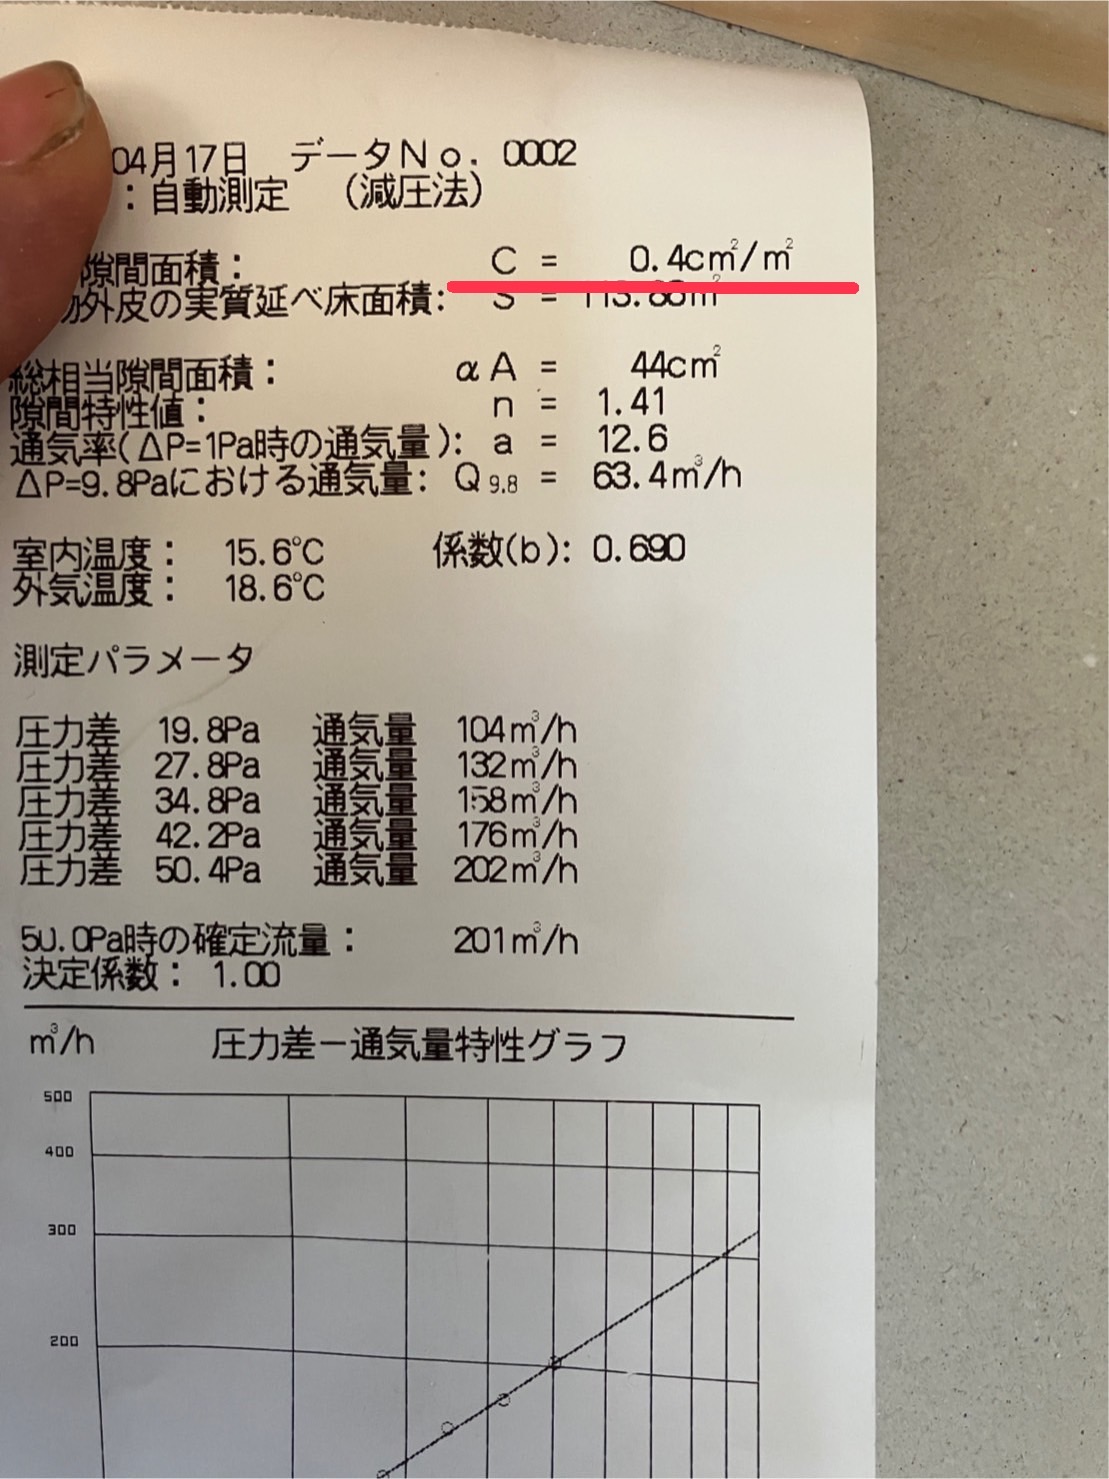 04月17日 データNo. 0002
:自動測定 (減圧法)
隙間面積: C = 0.4cm²/m²
外皮の実質延べ床面積: S =
総相当隙間面積: αA = 44cm²
隙間特性値: n = 1.41
通気率(ΔP=1Pa時の通気量): a = 12.6
ΔP=9.8Paにおける通気量: Q9.8 = 63.4m³/h
室内温度: 15.6℃ 係数(b): 0.690
外気温度: 18.6℃
測定パラメータ
圧力差 19.8Pa 通気量 104m³/h
圧力差 27.8Pa 通気量 132m³/h
圧力差 34.8Pa 通気量 158m³/h
圧力差 42.2Pa 通気量 176m³/h
圧力差 50.4Pa 通気量 202m³/h
50.0Pa時の確定流量: 201m³/h
決定係数: 1.00
m³/h 圧力差-通気量特性グラフ
500
400
300
200